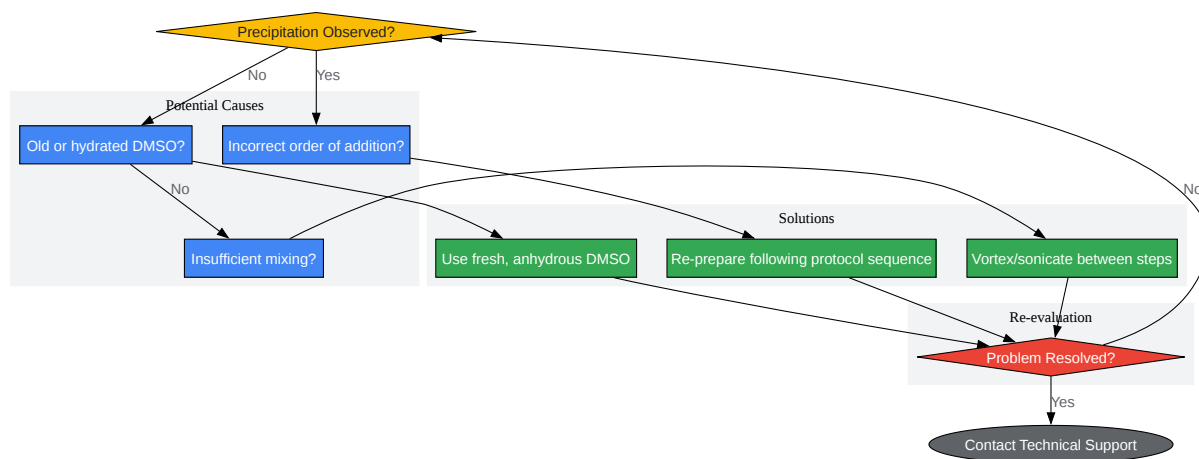 Precipitation Observed?
No
Yes
Potential Causes
Old or hydrated DMSO?
Incorrect order of addition?
No
No
Insufficient mixing?
Solutions
Use fresh, anhydrous DMSO
Re-prepare following protocol sequence
Vortex/sonicate between steps
Re-evaluation
Problem Resolved?
Yes
Contact Technical Support